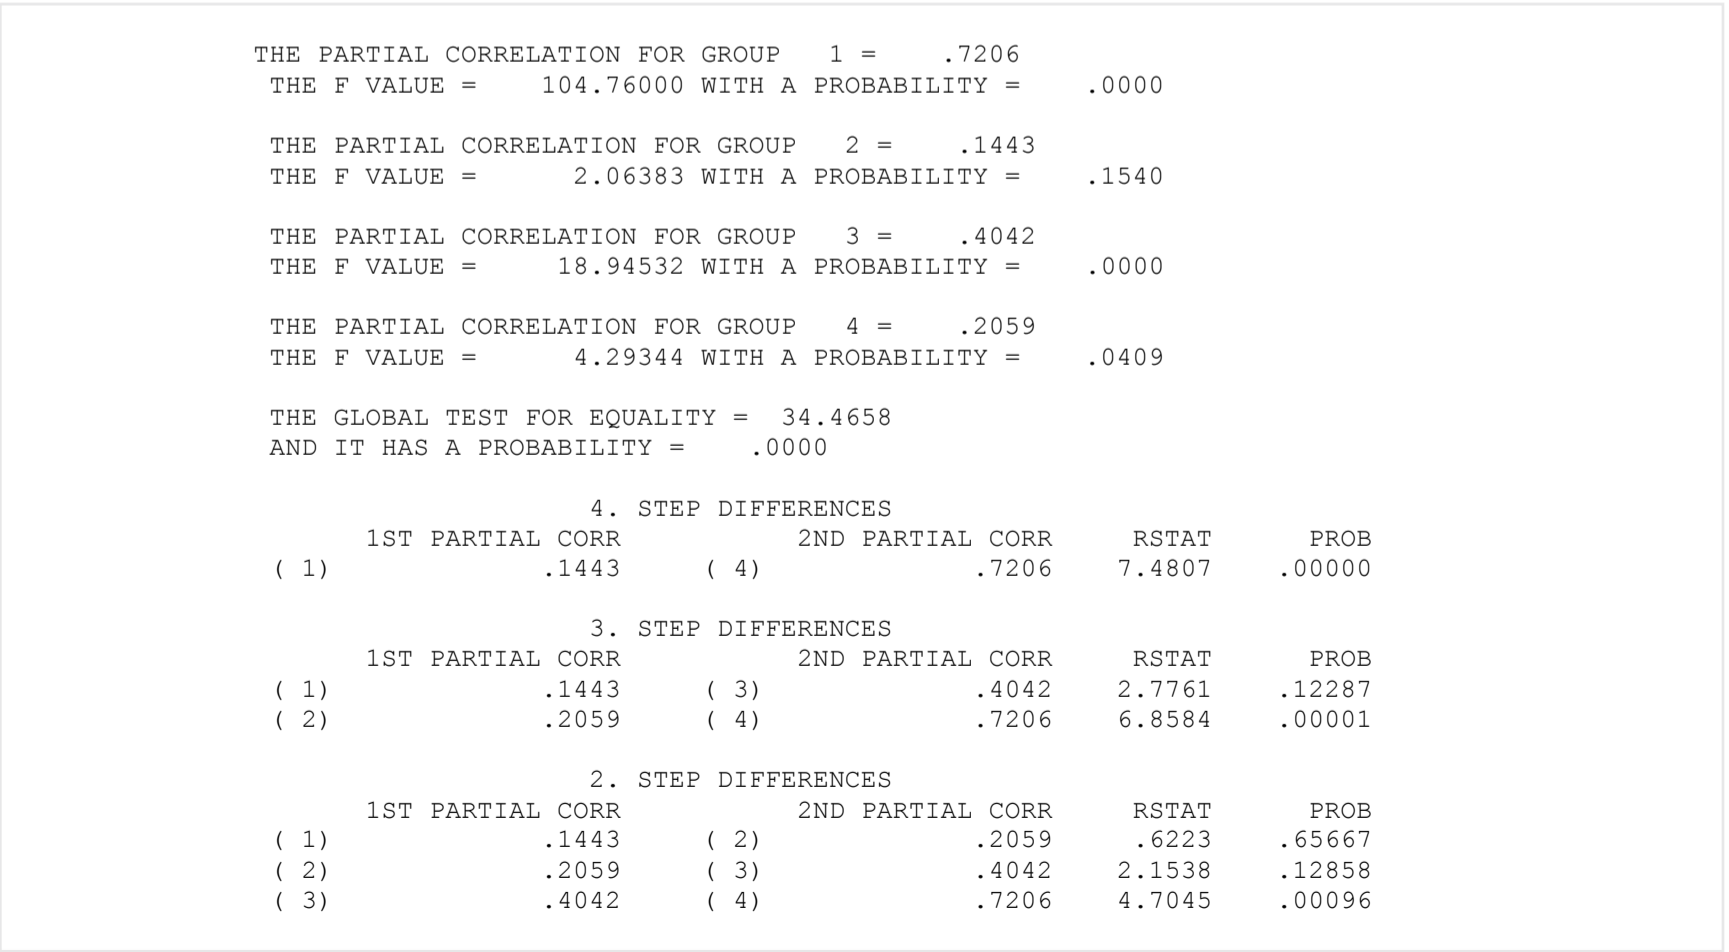 THE PARTIAL CORRELATION FOR GROUP   1 =    .7206
 THE F VALUE =    104.76000 WITH A PROBABILITY =    .0000
 THE PARTIAL CORRELATION FOR GROUP   2 =    .1443
 THE F VALUE =      2.06383 WITH A PROBABILITY =    .1540
 THE PARTIAL CORRELATION FOR GROUP   3 =    .4042
 THE F VALUE =     18.94532 WITH A PROBABILITY =    .0000
 THE PARTIAL CORRELATION FOR GROUP   4 =    .2059
 THE F VALUE =      4.29344 WITH A PROBABILITY =    .0409
 THE GLOBAL TEST FOR EQUALITY =  34.4658
 AND IT HAS A PROBABILITY =    .0000
4. STEP DIFFERENCES
1ST PARTIAL CORR           2ND PARTIAL CORR     RSTAT      PROB
( 1)             .1443     ( 4)             .7206    7.4807    .00000
3. STEP DIFFERENCES
1ST PARTIAL CORR           2ND PARTIAL CORR     RSTAT      PROB
( 1)             .1443     ( 3)             .4042    2.7761    .12287
( 2)             .2059     ( 4)             .7206    6.8584    .00001
2. STEP DIFFERENCES
1ST PARTIAL CORR           2ND PARTIAL CORR     RSTAT      PROB
( 1)             .1443     ( 2)             .2059     .6223    .65667
( 2)             .2059     ( 3)             .4042    2.1538    .12858
( 3)             .4042     ( 4)             .7206    4.7045    .00096